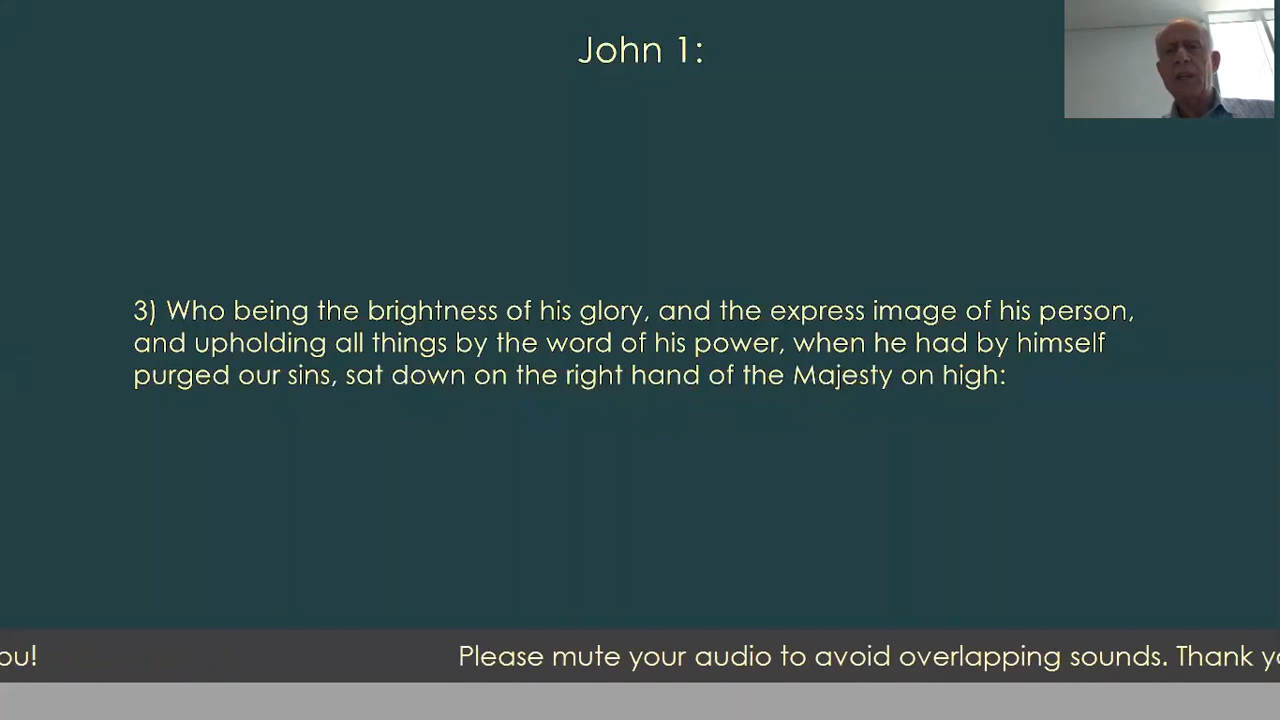 John 1:
3) Who being the brightness of his glory, and the express image of his person,
and upholding all things by the word of his power, when he had by himself
purged our sins, sat down on the right hand of the Majesty on high:
ou! Please mute your audio to avoid overlapping sounds. Thank yo